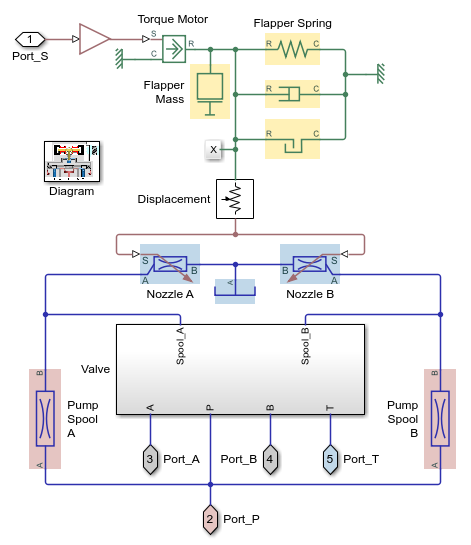 Torque Motor
Flapper Spring
1
S
C
R
R
C
Port_S
Flapper
Mass
R
C
R
C
X
Diagram
Displacement
S
A
B
B
S
A
A
Nozzle A
Nozzle B
Spool_A
Spool_B
Valve
A
P
B
T
B
A
Pump
Spool
A
Pump
Spool
B
B
A
3
Port_A
Port_B
4
5
Port_T
2
Port_P